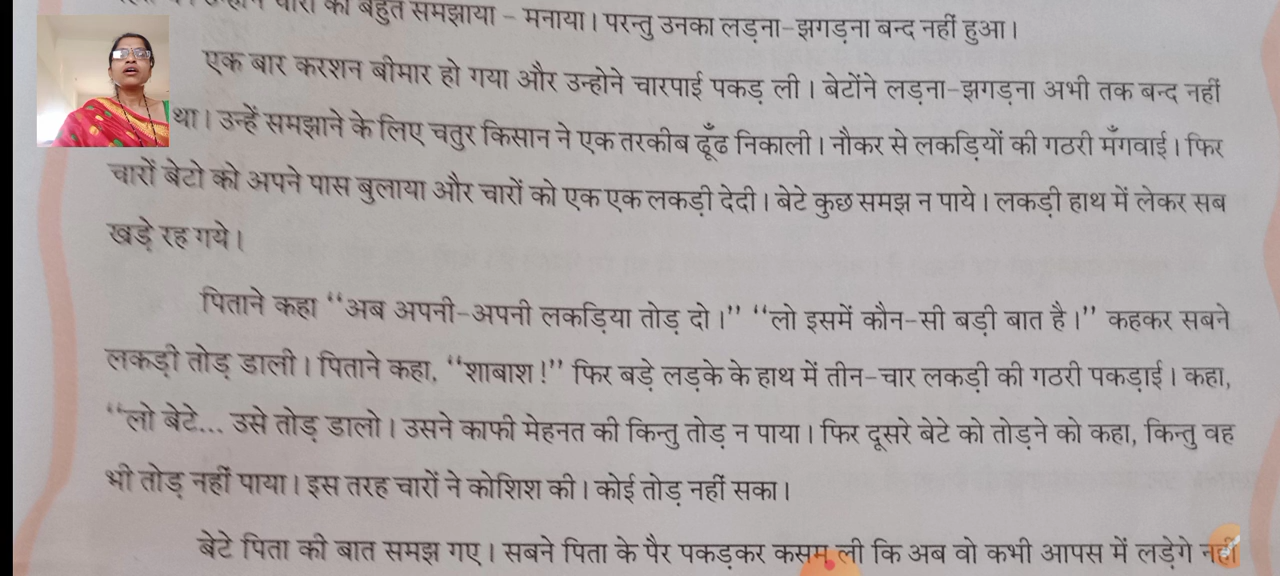 को बहुत समझाया - मनाया। परन्तु उनका लड़ना-झगड़ना बन्द नहीं हुआ।
एक बार करशन बीमार हो गया और उन्होने चारपाई पकड़ ली। बेटोंने लड़ना-झगड़ना अभी तक बन्द नहीं
था। उन्हें समझाने के लिए चतुर किसान ने एक तरकीब ढूँढ निकाली। नौकर से लकड़ियों की गठरी मँगवाई। फिर
चारों बेटो को अपने पास बुलाया और चारों को एक एक लकड़ी देदी। बेटे कुछ समझ न पाये। लकड़ी हाथ में लेकर सब
खड़े रह गये।
पिताने कहा “अब अपनी-अपनी लकड़िया तोड़ दो।” “लो इसमें कौन-सी बड़ी बात है।” कहकर सबने
लकड़ी तोड़ डाली। पिताने कहा, “शाबाश!” फिर बड़े लड़के के हाथ में तीन-चार लकड़ी की गठरी पकड़ाई। कहा,
“लो बेटे... उसे तोड़ डालो। उसने काफी मेहनत की किन्तु तोड़ न पाया। फिर दूसरे बेटे को तोड़ने को कहा, किन्तु वह
भी तोड़ नहीं पाया। इस तरह चारों ने कोशिश की। कोई तोड़ नहीं सका।
बेटे पिता की बात समझ गए। सबने पिता के पैर पकड़कर कसम ली कि अब वो कभी आपस में लड़ेगे नहीं